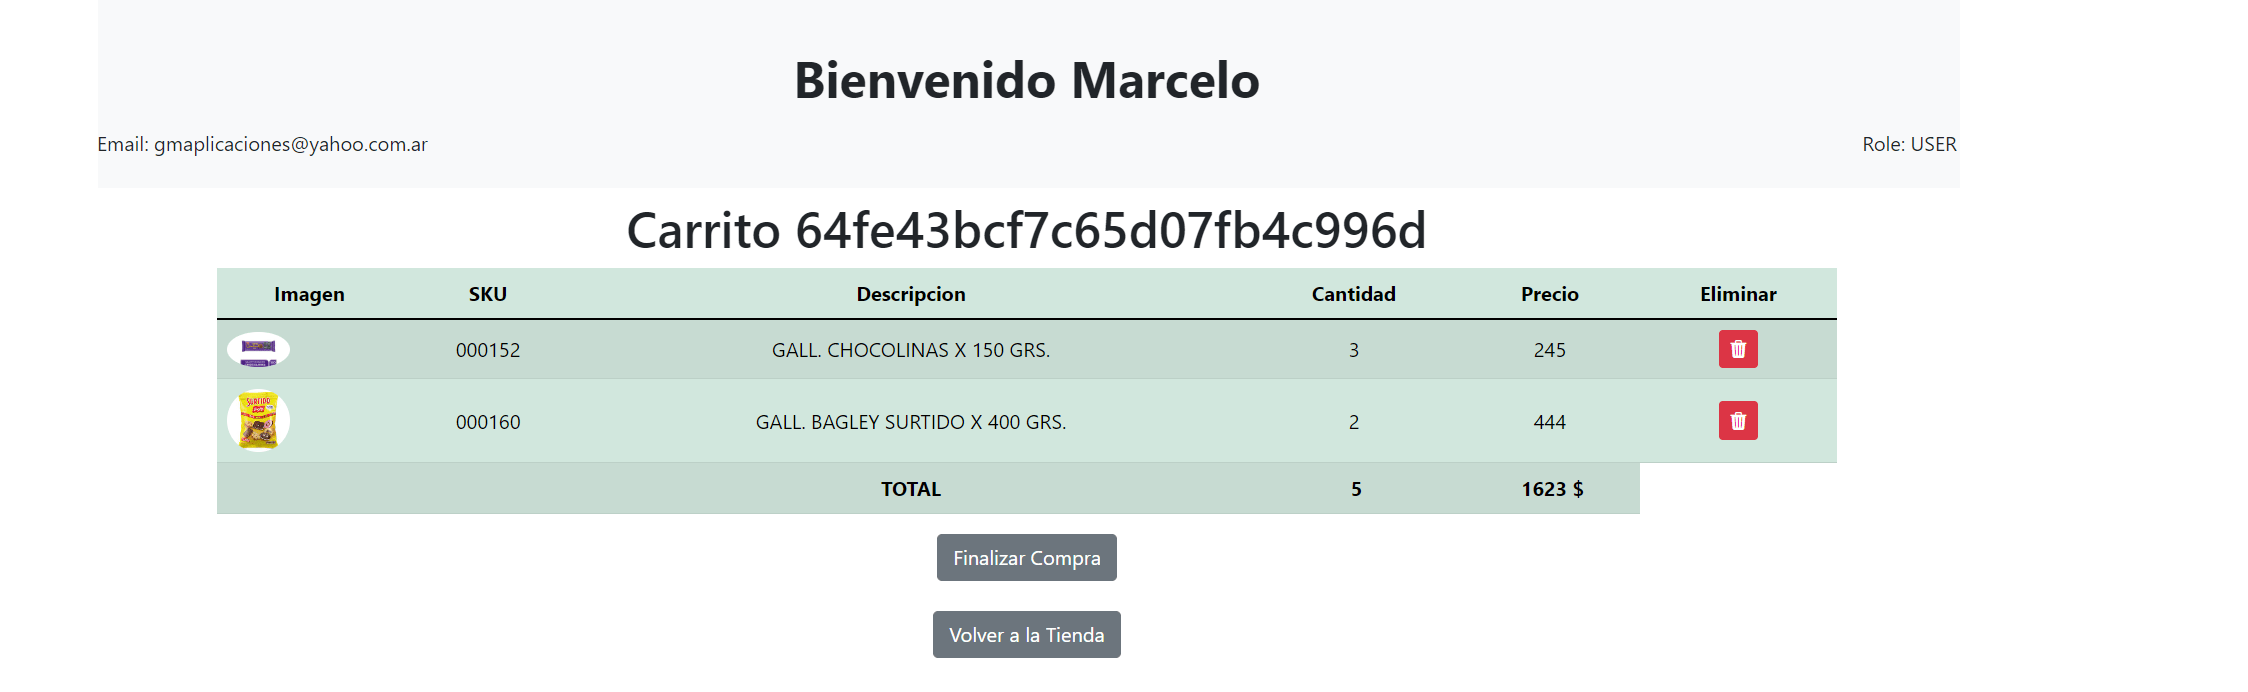 Bienvenido Marcelo
Email: gmaplicaciones@yahoo.com.ar Role: USER
Carrito 64fe43bcf7c65d07fb4c996d
Imagen SKU Descripcion Cantidad Precio Eliminar
000152 GALL. CHOCOLINAS X 150 GRS. 3 245
SURTIDO
000160 GALL. BAGLEY SURTIDO X 400 GRS. 2 444
TOTAL 5 1623 $
Finalizar Compra
Volver a la Tienda